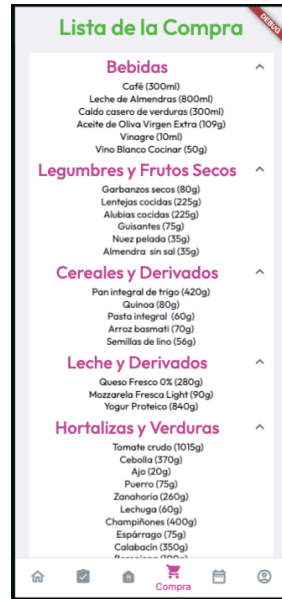 DEBUG
Lista de la Compra
Bebidas
Café (300ml)
Leche de Almendras (800ml)
Caldo casero de verduras (300ml)
Aceite de Oliva Virgen Extra (109g)
Vinagre (10ml)
Vino Blanco Cocinar (50g)
Legumbres y Frutos Secos
Garbanzos secos (80g)
Lentejas cocidas (225g)
Alubias cocidas (225g)
Guisantes (75g)
Nuez pelada (35g)
Almendra sin sal (35g)
Cereales y Derivados
Pan integral de trigo (420g)
Quinoa (80g)
Pasta integral (60g)
Arroz basmati (70g)
Semillas de lino (56g)
Leche y Derivados
Queso Fresco 0% (280g)
Mozzarela Fresca Light (90g)
Yogur Proteico (840g)
Hortalizas y Verduras
Tomate crudo (1015g)
Cebolla (370g)
Ajo (20g)
Puerro (75g)
Zanahoria (260g)
Lechuga (60g)
Champiñones (400g)
Espárrago (75g)
Calabacín (350g)
Compra